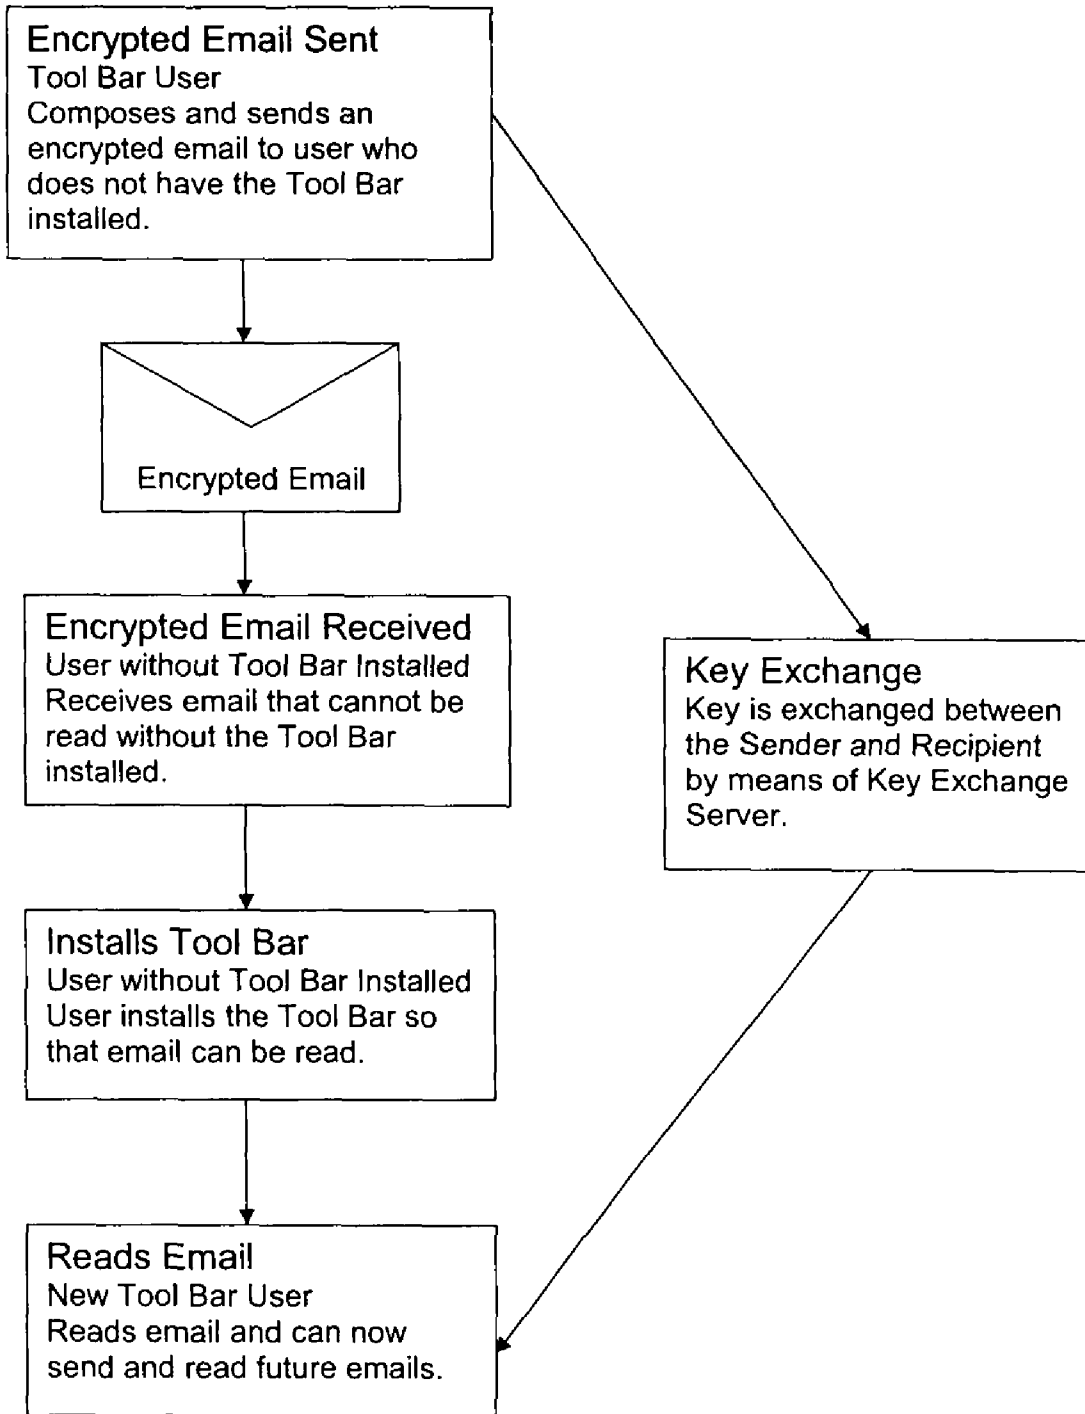 Encrypted Email Sent
Tool Bar User
Composes and sends an
encrypted email to user who
does not have the Tool Bar
installed.
Encrypted Email
Encrypted Email Received
User without Tool Bar Installed
Receives email that cannot be
read without the Tool Bar
installed.
Key Exchange
Key is exchanged between
the Sender and Recipient
by means of Key Exchange
Server.
Installs Tool Bar
User without Tool Bar Installed
User installs the Tool Bar so
that email can be read.
Reads Email
New Tool Bar User
Reads email and can now
send and read future emails.